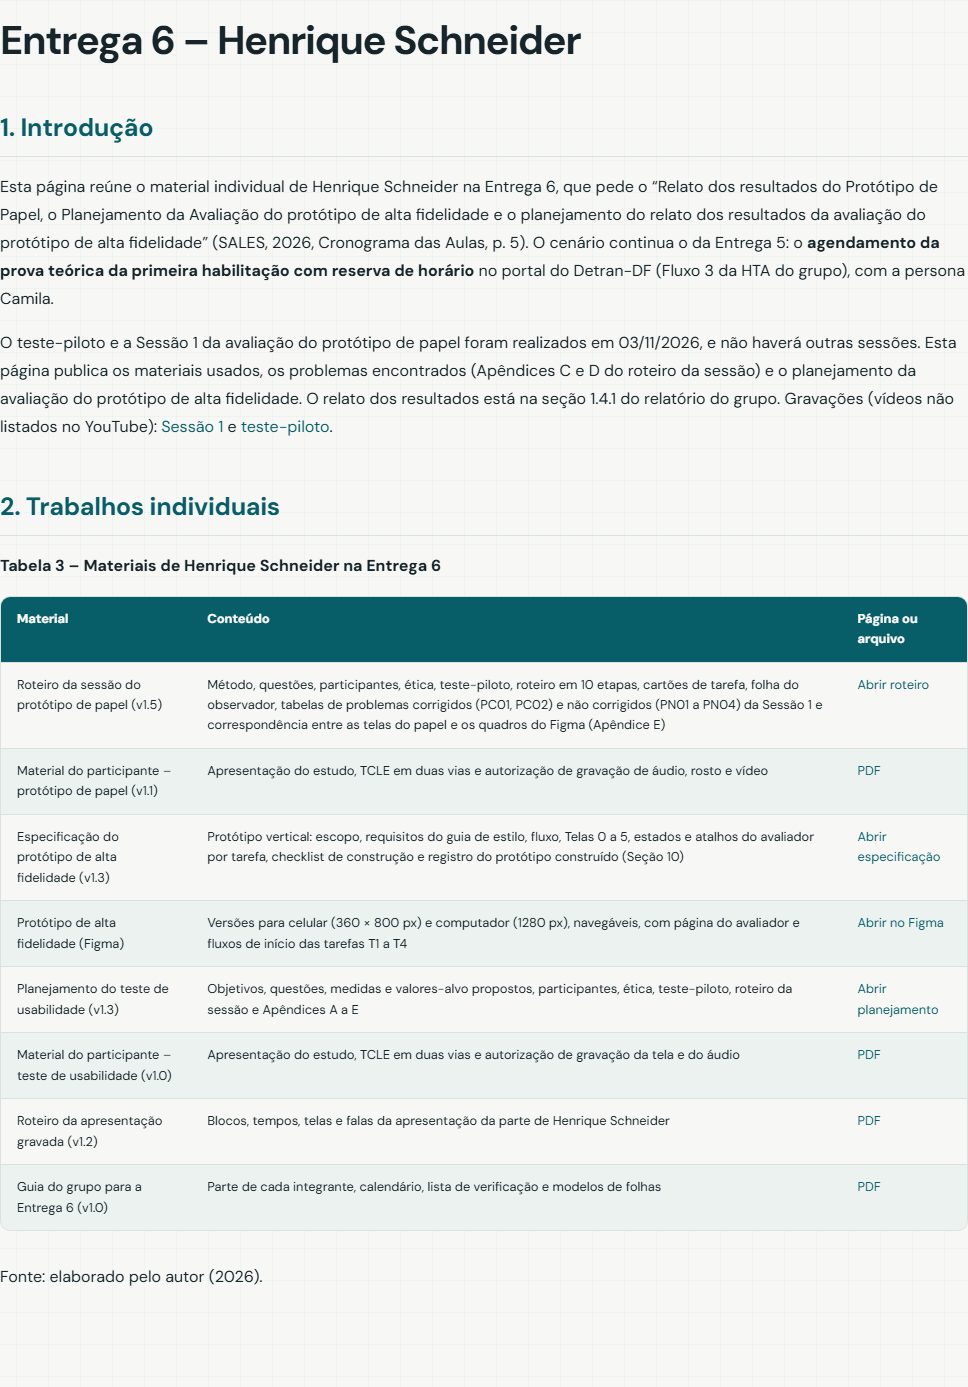 Entrega 6 – Henrique Schneider
1. Introdução
Esta página reúne o material individual de Henrique Schneider na Entrega 6, que pede o “Relato dos resultados do Protótipo de
Papel, o Planejamento da Avaliação do protótipo de alta fidelidade e o planejamento do relato dos resultados da avaliação do
protótipo de alta fidelidade” (SALES, 2026, Cronograma das Aulas, p. 5). O cenário continua o da Entrega 5: o agendamento da
prova teórica da primeira habilitação com reserva de horário no portal do Detran-DF (Fluxo 3 da HTA do grupo), com a persona
Camila.
O teste-piloto e a Sessão 1 da avaliação do protótipo de papel foram realizados em 03/11/2026, e não haverá outras sessões. Esta
página publica os materiais usados, os problemas encontrados (Apêndices C e D do roteiro da sessão) e o planejamento da
avaliação do protótipo de alta fidelidade. O relato dos resultados está na seção 1.4.1 do relatório do grupo. Gravações (vídeos não
listados no YouTube): Sessão 1 e teste-piloto.
2. Trabalhos individuais
Tabela 3 – Materiais de Henrique Schneider na Entrega 6
Material Conteúdo Página ou
arquivo
Roteiro da sessão do Método, questões, participantes, ética, teste-piloto, roteiro em 10 etapas, cartões de tarefa, folha do Abrir roteiro
protótipo de papel (v1.5) observador, tabelas de problemas corrigidos (PC01, PC02) e não corrigidos (PN01 a PN04) da Sessão 1 e
correspondência entre as telas do papel e os quadros do Figma (Apêndice E)
Material do participante – Apresentação do estudo, TCLE em duas vias e autorização de gravação de áudio, rosto e vídeo PDF
protótipo de papel (v1.1)
Especificação do Protótipo vertical: escopo, requisitos do guia de estilo, fluxo, Telas 0 a 5, estados e atalhos do avaliador Abrir
protótipo de alta por tarefa, checklist de construção e registro do protótipo construído (Seção 10) especificação
fidelidade (v1.3)
Protótipo de alta Versões para celular (360 × 800 px) e computador (1280 px), navegáveis, com página do avaliador e Abrir no Figma
fidelidade (Figma) fluxos de início das tarefas T1 a T4
Planejamento do teste de Objetivos, questões, medidas e valores-alvo propostos, participantes, ética, teste-piloto, roteiro da Abrir
usabilidade (v1.3) sessão e Apêndices A a E planejamento
Material do participante – Apresentação do estudo, TCLE em duas vias e autorização de gravação da tela e do áudio PDF
teste de usabilidade (v1.0)
Roteiro da apresentação Blocos, tempos, telas e falas da apresentação da parte de Henrique Schneider PDF
gravada (v1.2)
Guia do grupo para a Parte de cada integrante, calendário, lista de verificação e modelos de folhas PDF
Entrega 6 (v1.0)
Fonte: elaborado pelo autor (2026).